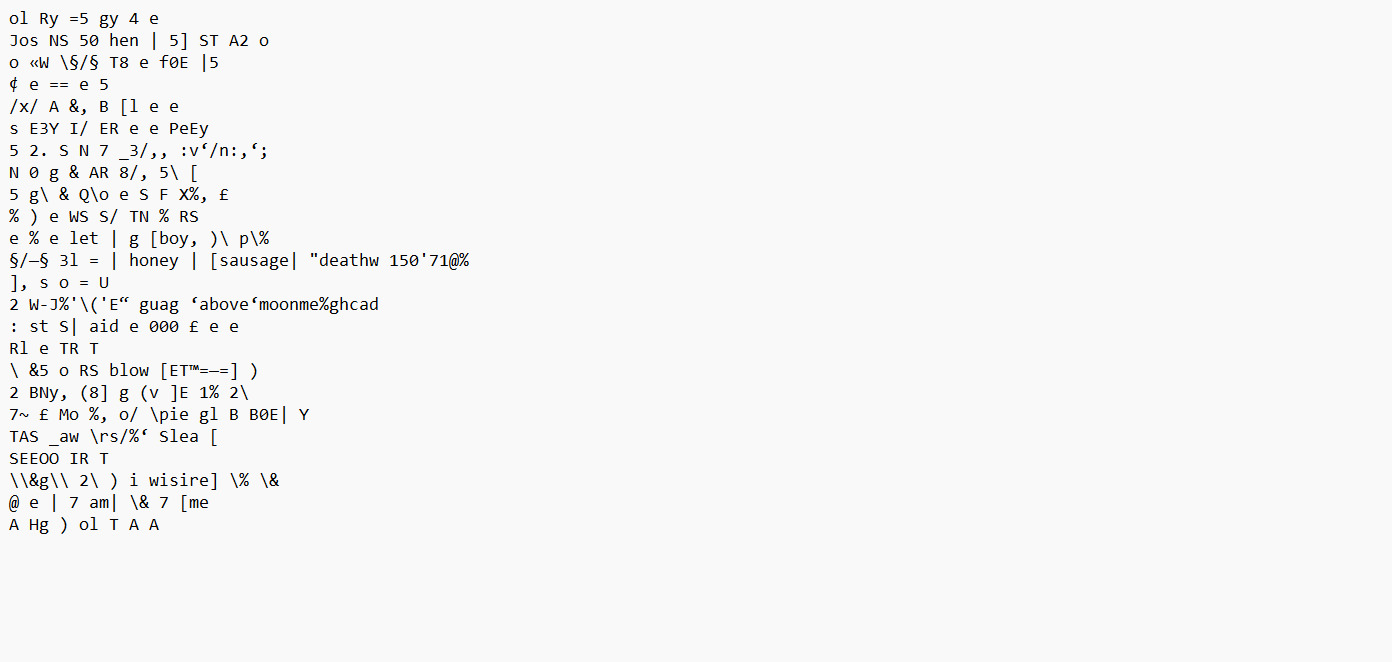 ol Ry =5 gy 4 e
Jos NS 50 hen | 5] ST A2 o
o «W \§/§ T8 e f0E |5
¢ e == e 5
/x/ A &, B [l e e
s E3Y I/ ER e e PeEy
5 2. S N 7 _3/,, :v‘/n:,‘;
N 0 g & AR 8/, 5\ [
5 g\ & Q\o e S F X%, £
% ) e WS S/ TN % RS
e % e let | g [boy, )\ p\%
§/—§ 3l = | honey | [sausage| "deathw 150'71@%
], s o = U
2 W-J%'\('E“ guag ‘above‘moonme%ghcad
: st S| aid e 000 £ e e
Rl e TR T
\ &5 o RS blow [ET™=—=] )
2 BNy, (8] g (v ]E 1% 2\
7~ £ Mo %, o/ \pie gl B B0E| Y
TAS _aw \rs/%‘ Slea [
SEEOO IR T
\\&g\\ 2\ ) i wisire] \% \&
@ e | 7 am| \& 7 [me
A Hg ) ol T A A